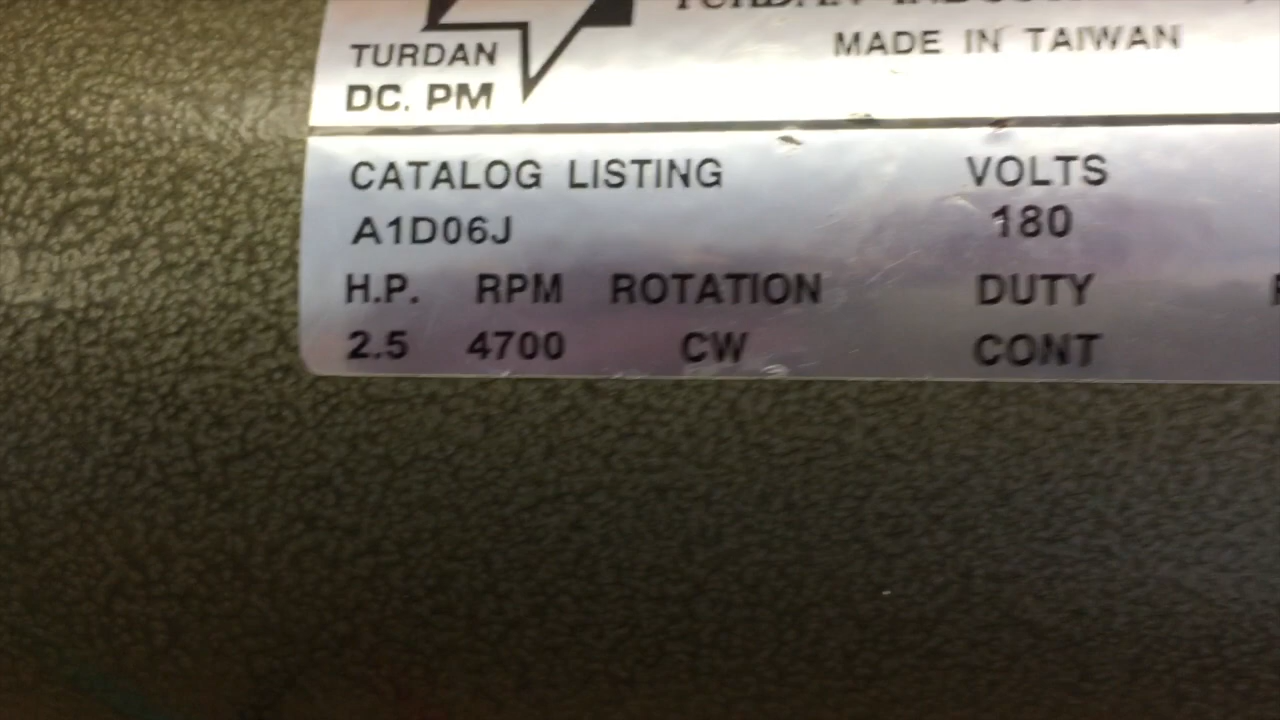 TURDAN
MADE IN TAIWAN
TURDAN
DC. PM
CATALOG LISTING VOLTS
A1D06J 180
H.P. RPM ROTATION DUTY
2.5 4700 CW CONT